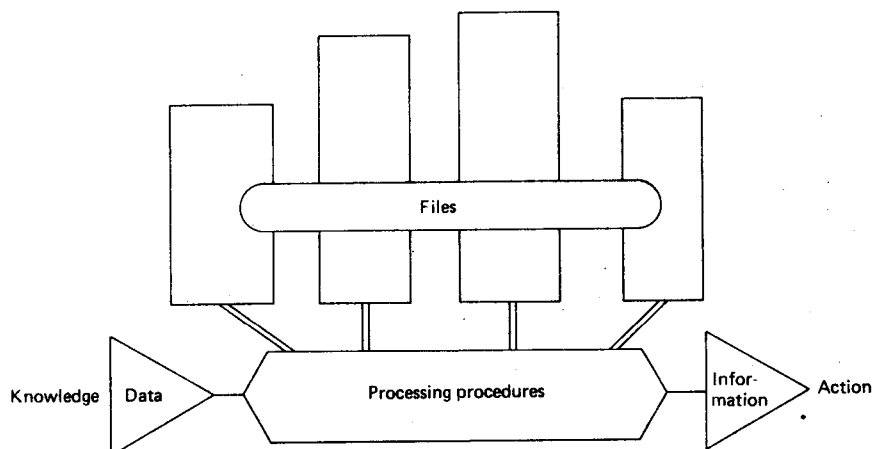 Files
Processing procedures
Knowledge
Data
Infor-
mation
Action